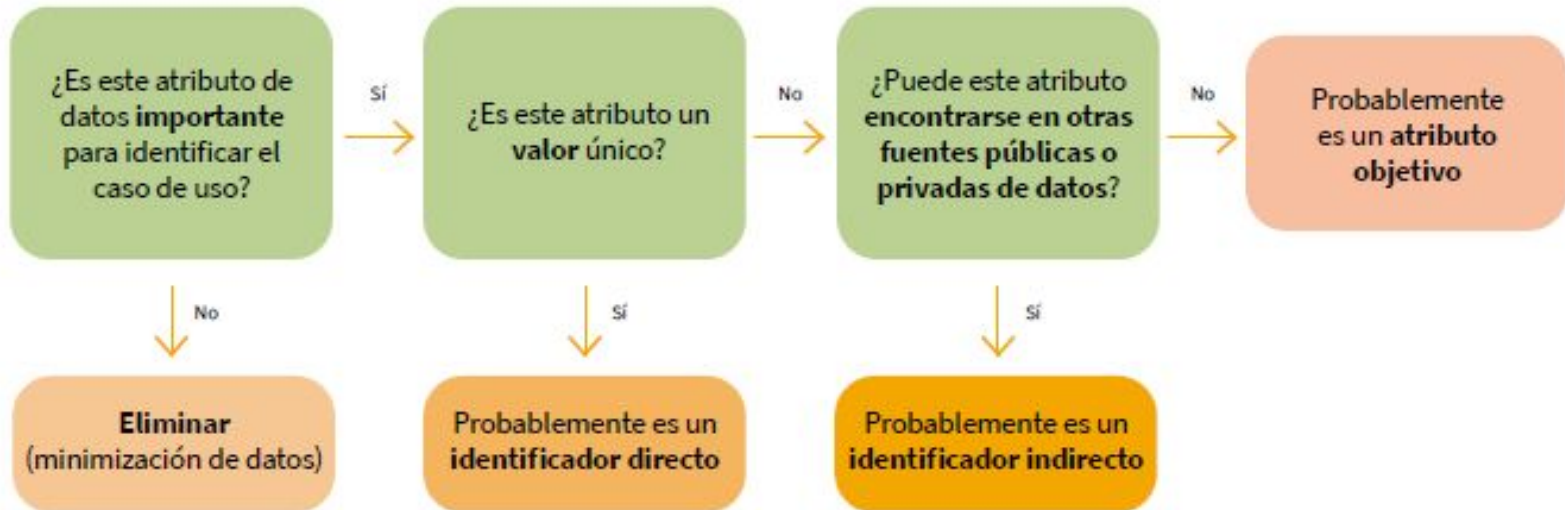 ¿Es este atributo de
datos importante
para identificar el
caso de uso?
Sí
¿Es este atributo un
valor único?
No
¿Puede este atributo
encontrarse en otras
fuentes públicas o
privadas de datos?
No
Probablemente
es un atributo
objetivo
No
Sí
Sí
Eliminar
(minimización de datos)
Probablemente es un
identificador directo
Probablemente es un
identificador indirecto